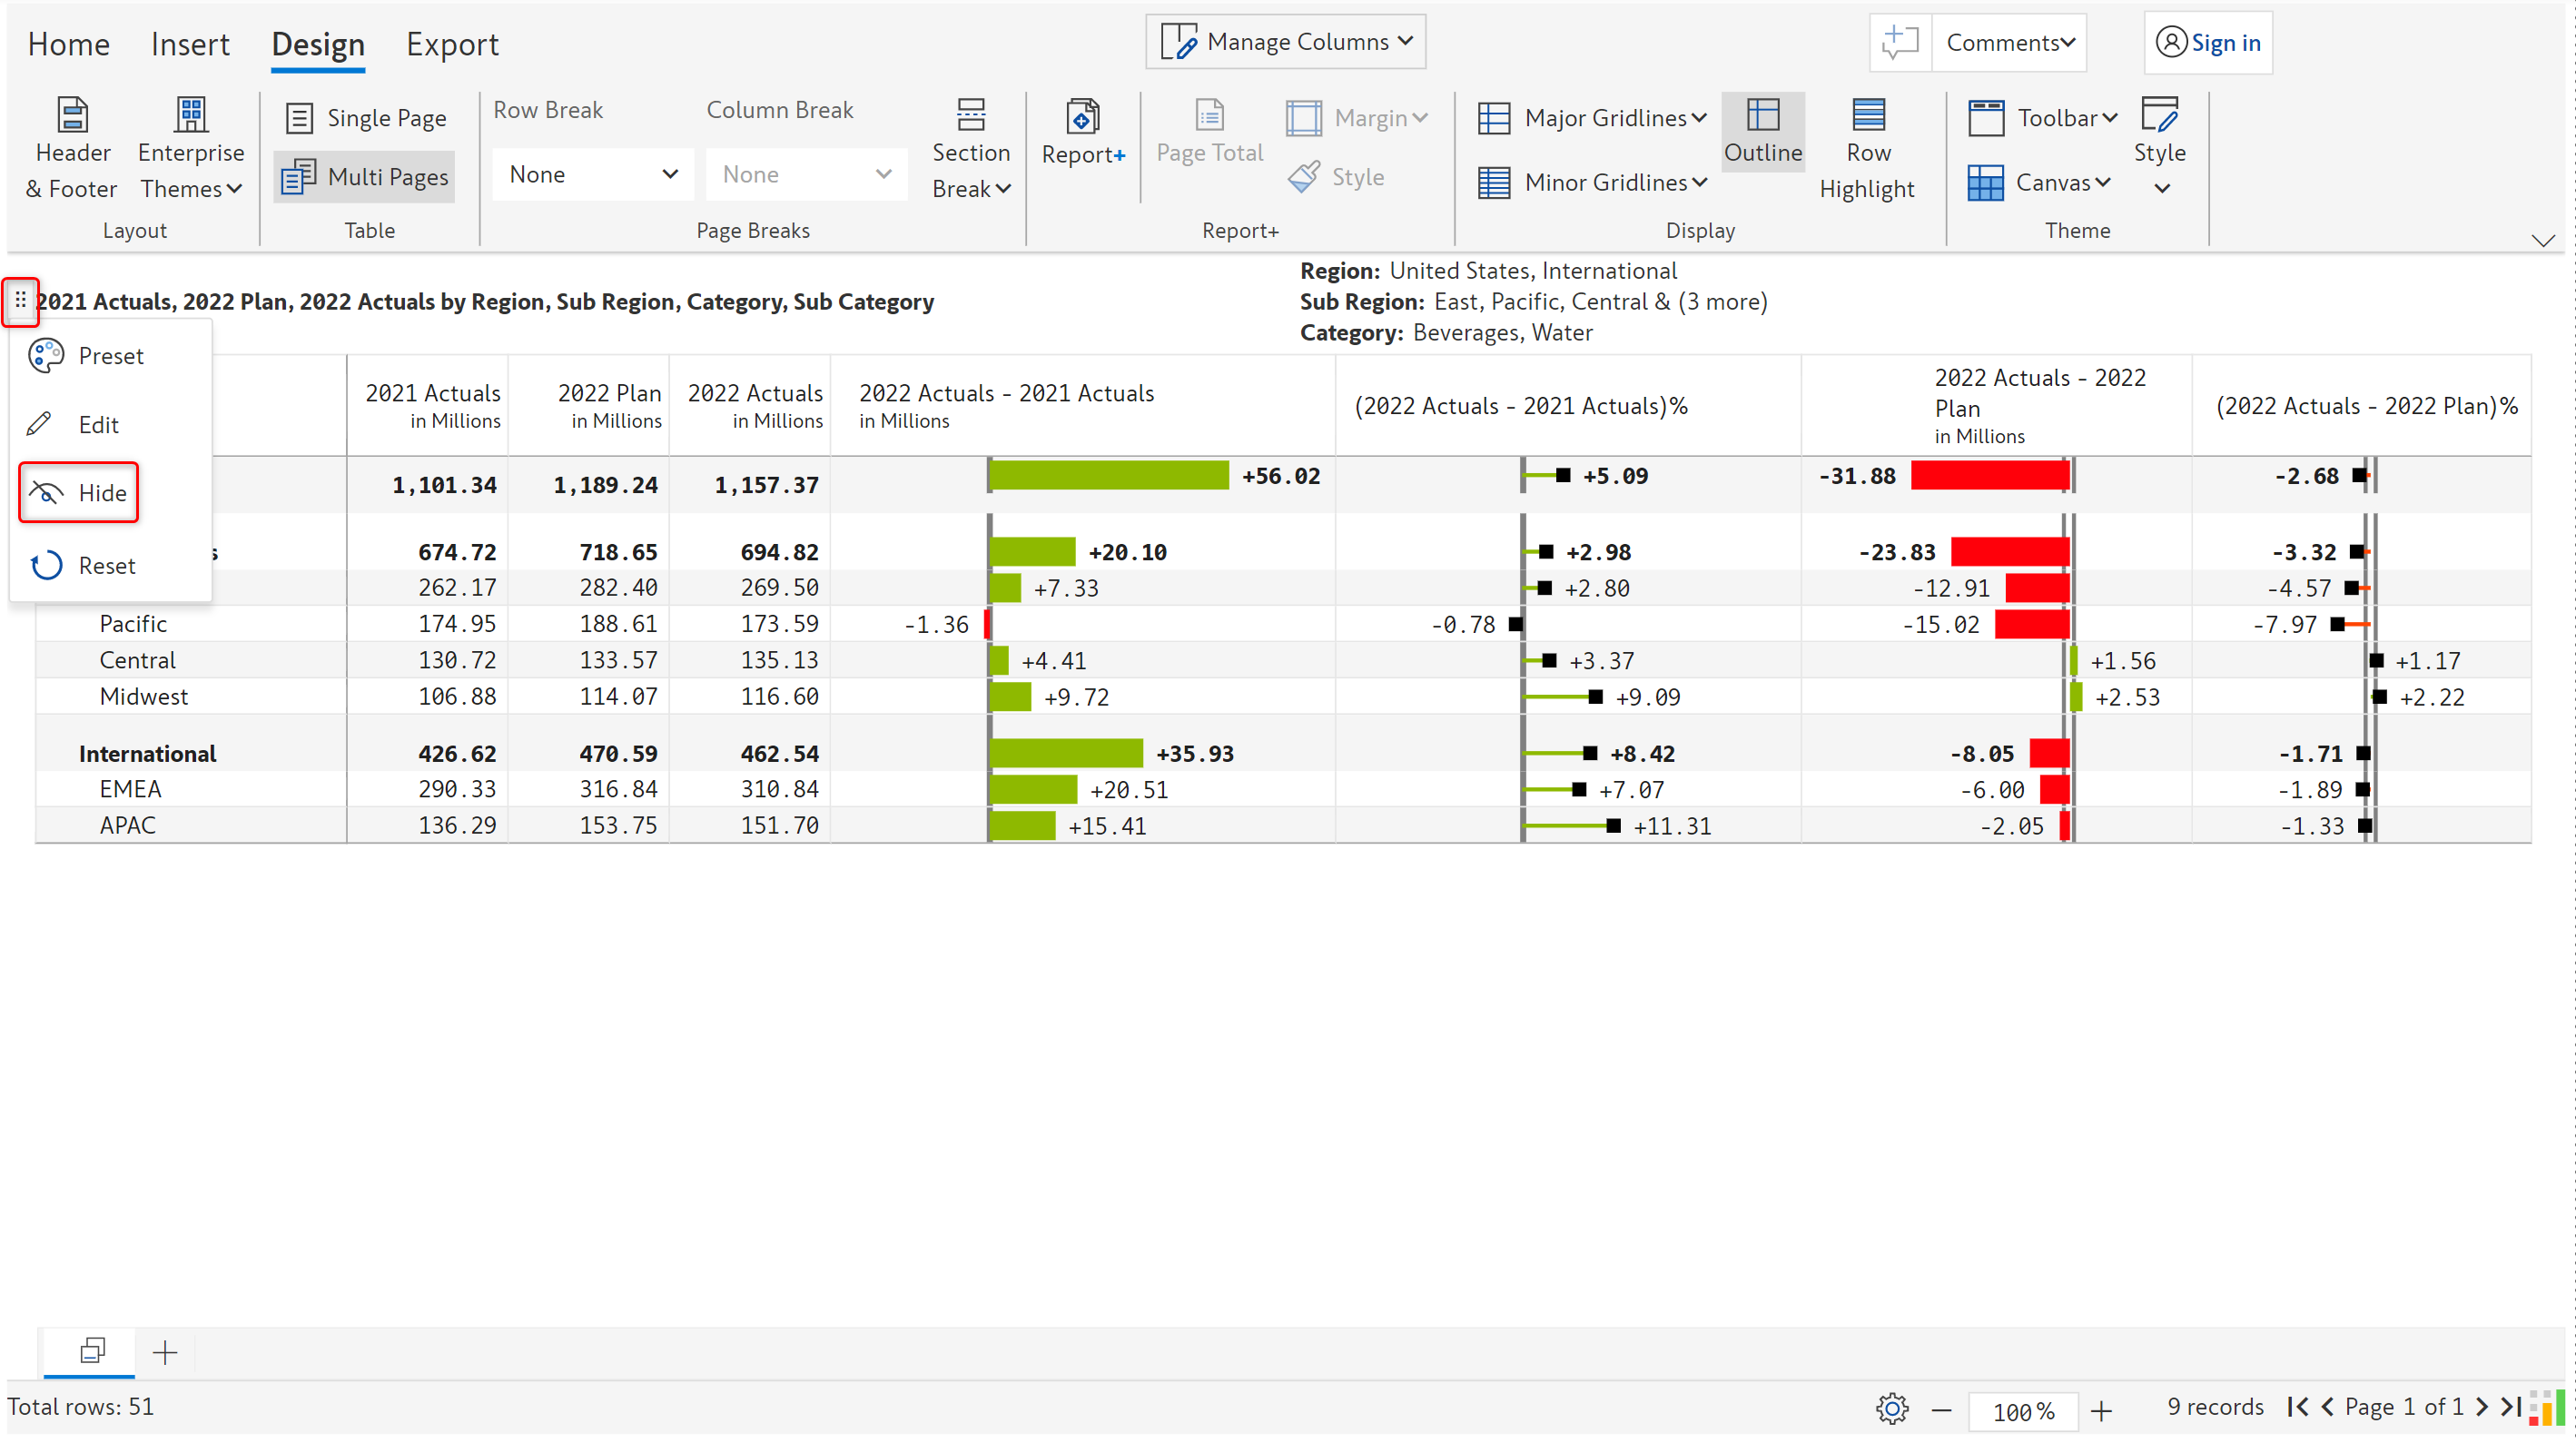 Home Insert Design Export Manage Columns Comments Sign in
Header & Footer Enterprise Themes Layout
Single Page
Multi Pages
Table
Row Break Column Break
None None
Section Break
Page Breaks
Report+ Page Total Margin
Style
Report+
Major Gridlines Outline Row Highlight
Minor Gridlines
Display
Toolbar Style
Canvas
Theme
2021 Actuals, 2022 Plan, 2022 Actuals by Region, Sub Region, Category, Sub Category
Region: United States, International
Sub Region: East, Pacific, Central & (3 more)
Category: Beverages, Water
Preset
Edit
Hide
Reset
2021 Actuals in Millions 2022 Plan in Millions 2022 Actuals in Millions 2022 Actuals - 2021 Actuals in Millions (2022 Actuals - 2021 Actuals)% 2022 Actuals - 2022 Plan in Millions (2022 Actuals - 2022 Plan)%
1,101.34 1,189.24 1,157.37 +56.02 +5.09 -31.88 -2.68
s 674.72 718.65 694.82 +20.10 +2.98 -23.83 -3.32
262.17 282.40 269.50 +7.33 +2.80 -12.91 -4.57
Pacific 174.95 188.61 173.59 -1.36 -0.78 -15.02 -7.97
Central 130.72 133.57 135.13 +4.41 +3.37 +1.56 +1.17
Midwest 106.88 114.07 116.60 +9.72 +9.09 +2.53 +2.22
International 426.62 470.59 462.54 +35.93 +8.42 -8.05 -1.71
EMEA 290.33 316.84 310.84 +20.51 +7.07 -6.00 -1.89
APAC 136.29 153.75 151.70 +15.41 +11.31 -2.05 -1.33
Total rows: 51 100% 9 records Page 1 of 1